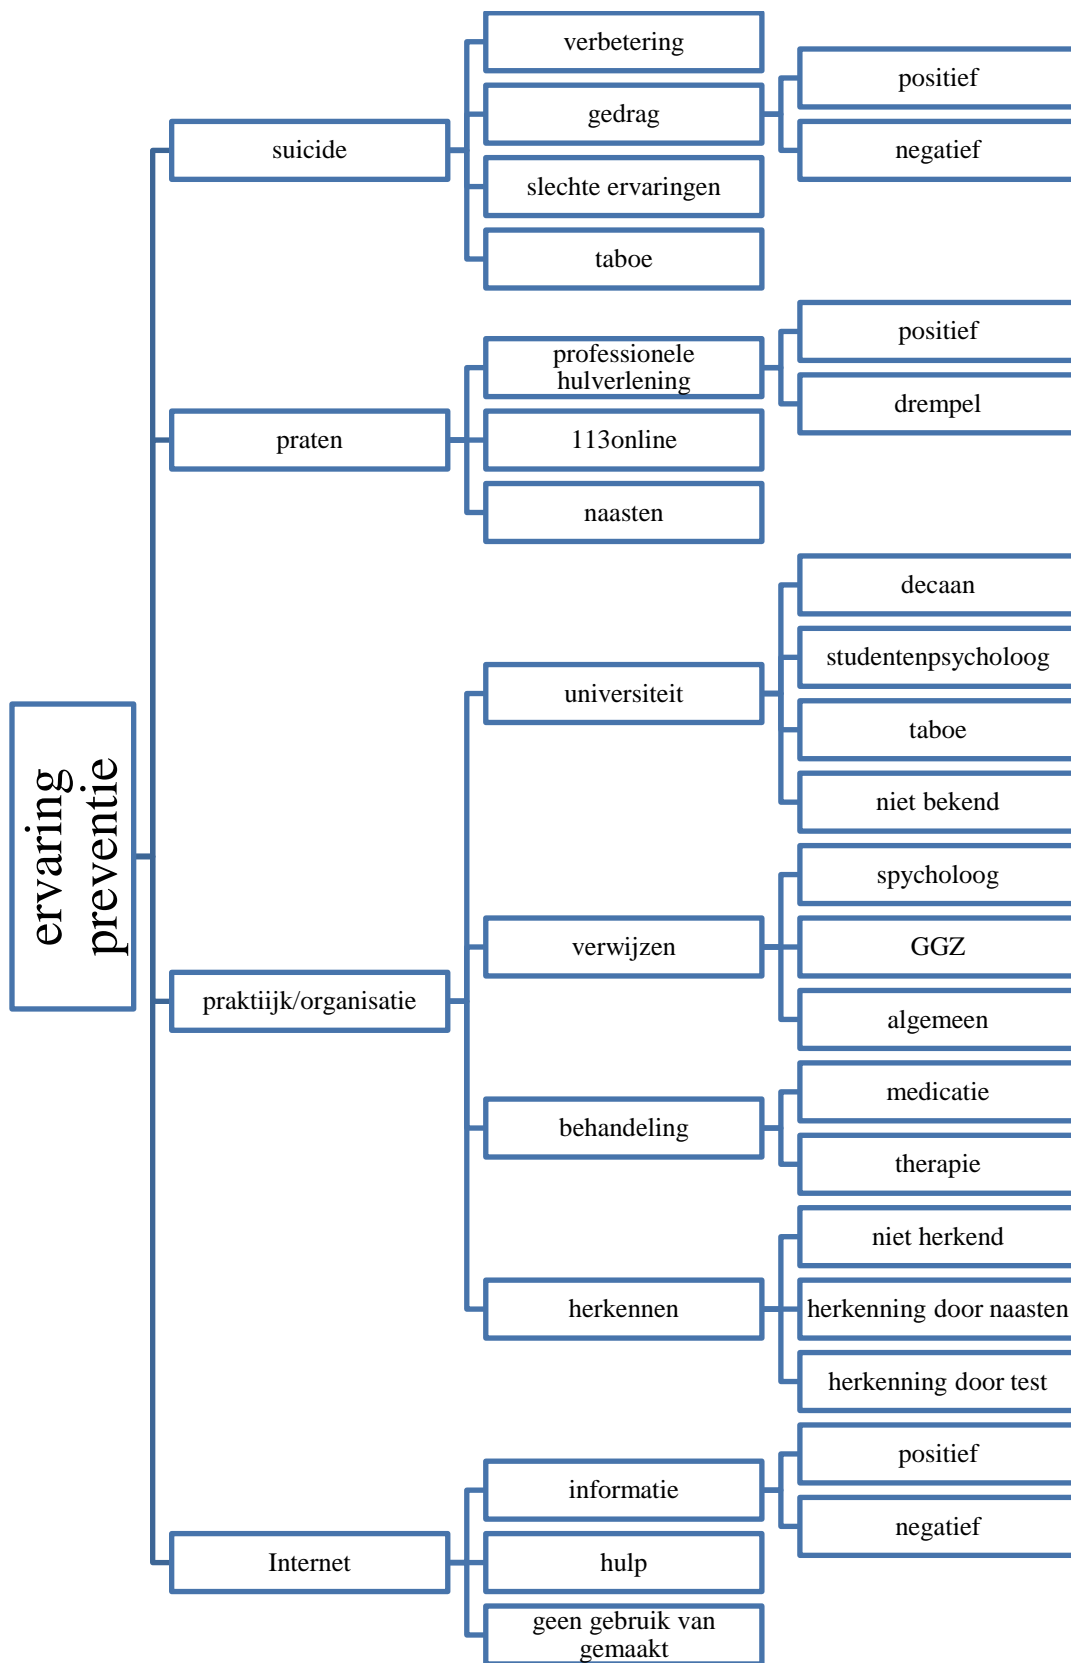 ervaring
preventie
suicide
verbetering
gedrag
positief
negatief
slechte ervaringen
taboe
praten
professionele
hulverlening
positief
drempel
113online
naasten
praktiijk/organisatie
universiteit
decaan
studentenpsycholoog
taboe
niet bekend
verwijzen
spycholoog
GGZ
algemeen
behandeling
medicatie
therapie
herkennen
niet herkend
herkenning door naasten
herkenning door test
Internet
informatie
positief
negatief
hulp
geen gebruik van
gemaakt